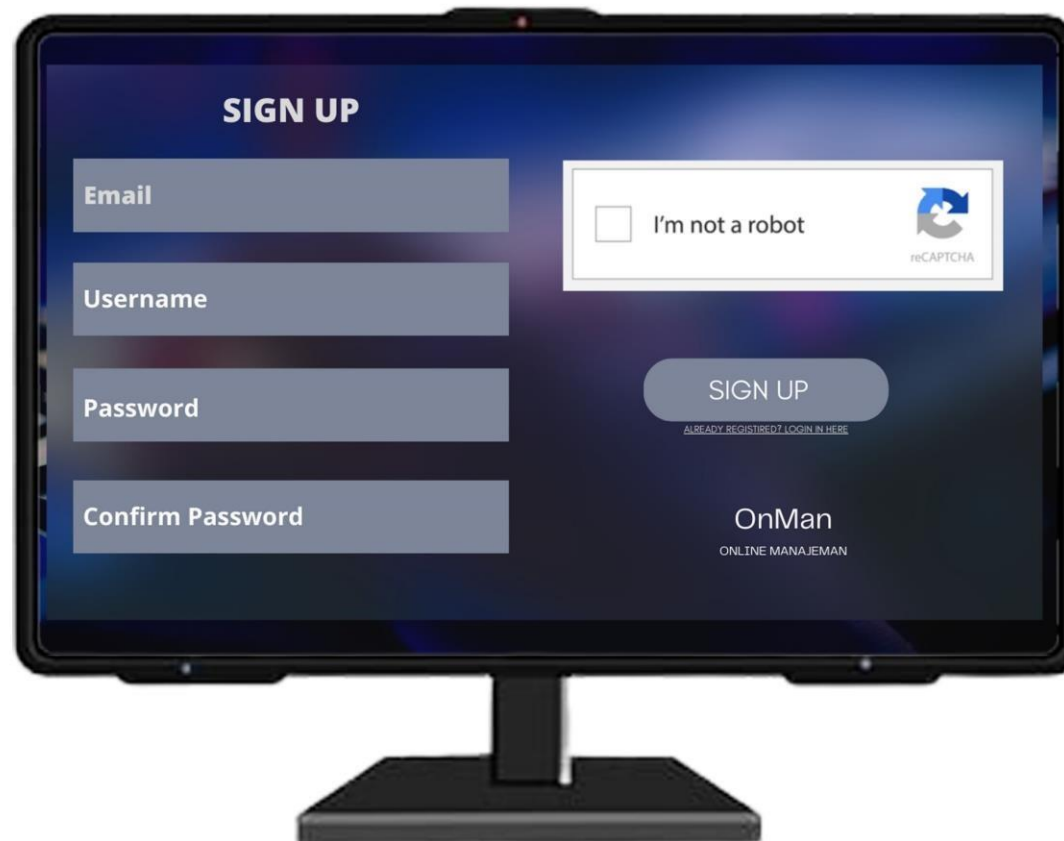 SIGN UP
Email
Username
Password
Confirm Password
I'm not a robot
reCAPTCHA
SIGN UP
ALREADY REGISTIRED? LOGIN IN HERE
OnMan
ONLINE MANAJEMAN